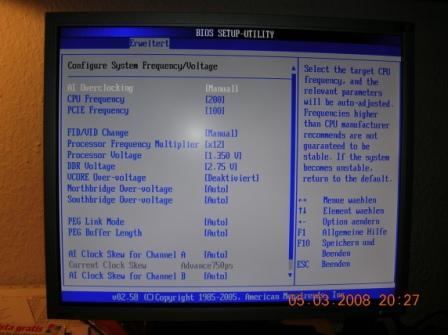 BIOS SETUP-UTILITY
Erweitert
Configure System Frequency/Voltage
AI Overclocking [Manual]
CPU Frequency [200]
PCIE Frequency [100]
FID/VID Change [Manual]
Processor Frequency Multiplier [x12]
Processor Voltage [1.350 V]
DDR Voltage [2.75 V]
VCORE Over-voltage [Deaktiviert]
Northbridge Over-voltage [Auto]
Southbridge Over-voltage [Auto]
PEG Link Mode [Auto]
PEG Buffer Length [Auto]
AI Clock Skew for Channel A [Auto]
Current Clock Skew Advance750ps
AI Clock Skew for Channel B [Auto]
Select the target CPU
frequency, and the
relevant parameters
will be auto-adjusted.
Frequencies higher
than CPU manufacturer
recommends are not
guaranteed to be
stable. If the system
becomes unstable,
return to the default.
↔ Menue waehlen
↑↓ Element waehlen
+- Option aendern
F1 Allgemeine Hilfe
F10 Speichern und
Beenden
ESC Beenden
v02.58 (C)Copyright 1985-2005, American Megatrends, Inc.
03.03.2008 20:27
gratis